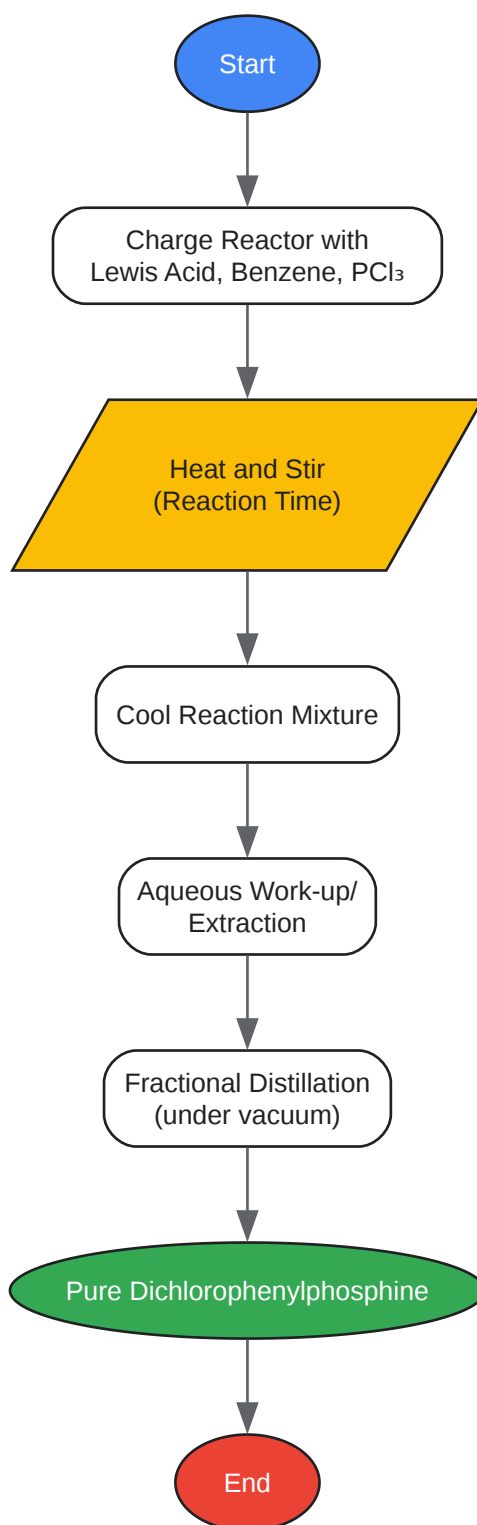 Start
Charge Reactor with
Lewis Acid, Benzene, PCl₃
Heat and Stir
(Reaction Time)
Cool Reaction Mixture
Aqueous Work-up/
Extraction
Fractional Distillation
(under vacuum)
Pure Dichlorophenylphosphine
End